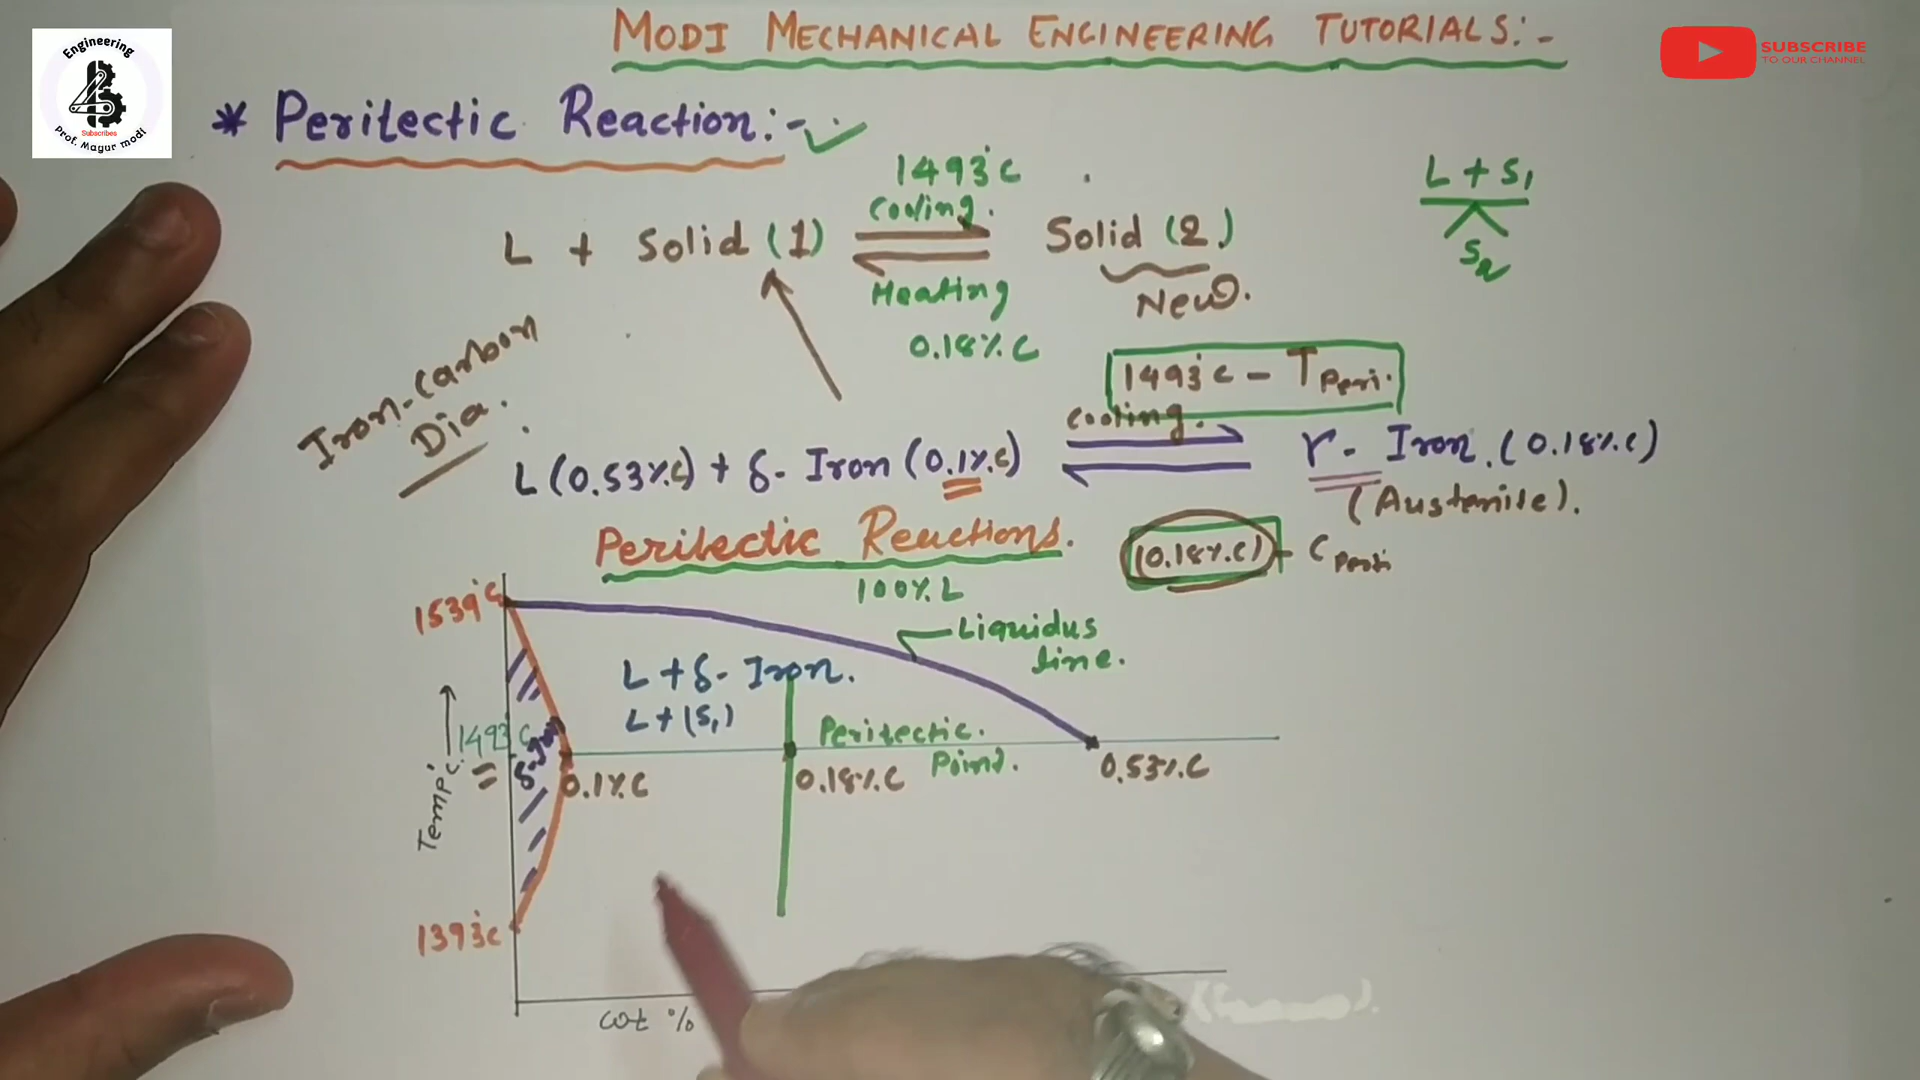 MODI MECHANICAL ENGINEERING TUTORIALS:-
SUBSCRIBE
TO OUR CHANNEL
Engineering
Subscribes
Prof. Mayur modi
* Peritectic Reaction:-
1493°C
Cooling.
L + Solid (1) Solid (2)
Heating
New.
0.18%.C
L + S1
S2
Iron-Carbon
Dia.
1493°C - TPeri.
Cooling.
L (0.53%.C) + δ- Iron (0.1%.C) γ- Iron. (0.18%.C)
(Austenite).
Peritectic Reactions.
(0.18%.C) - CPeri
100% L
1539°C
Liquidus
line.
L + δ- Iron.
L + (S1)
1493°C
δ-Iron
Peritectic.
Point.
0.1%.C
0.18%.C
0.53%.C
Temp°C.
1393°C
wt %